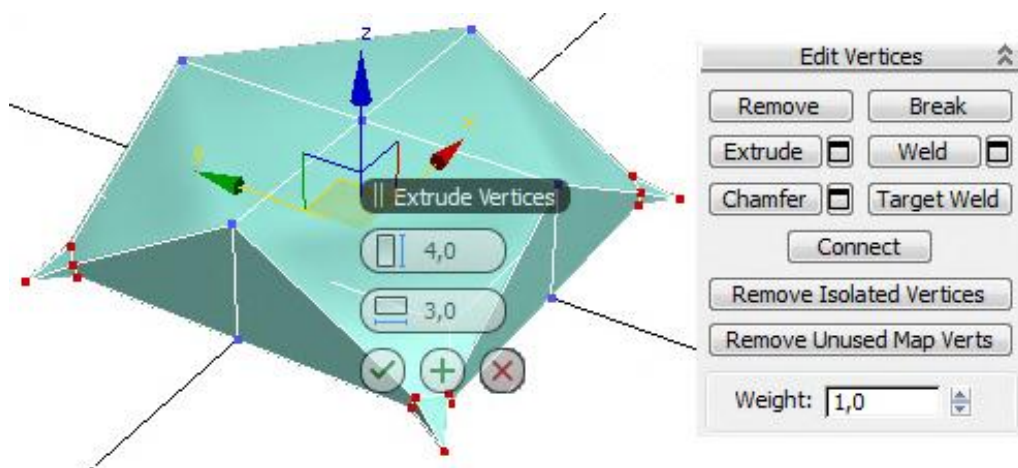 z
x
Extrude Vertices
4,0
3,0
Edit Vertices
Remove
Break
Extrude
Weld
Chamfer
Target Weld
Connect
Remove Isolated Vertices
Remove Unused Map Verts
Weight: 1,0